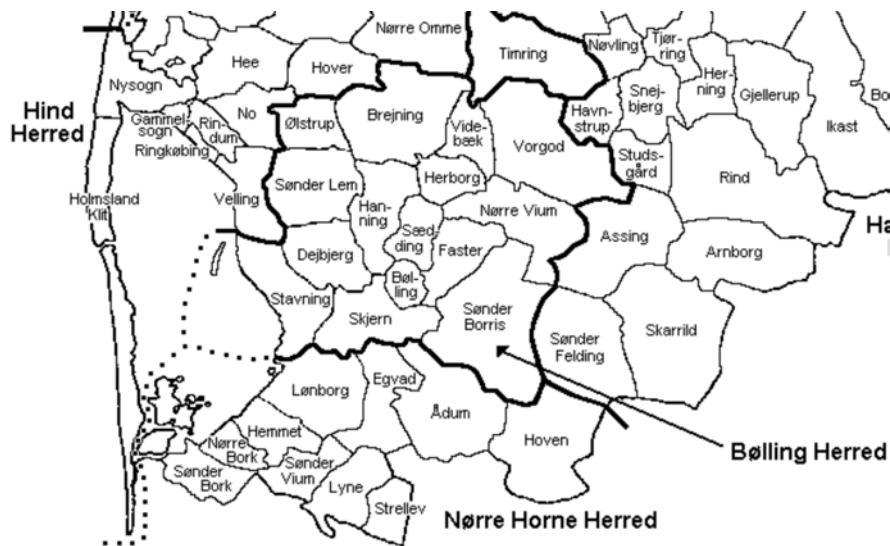 Nørre Omme
Timring
Nøvling
Tjør-
ring
Nysogn
Hee
Hover
Snej-
bjerg
Her-
ning
Gjellerup
Hind
Herred
Gammel-
sogn
Rin-
dum
No
Ølstrup
Brejning
Vide-
bæk
Vorgod
Havn-
strup
Ikast
Ringkøbing
Studs-
gård
Rind
Holmsland
Klit
Velling
Sønder Lem
Han-
ning
Herborg
Nørre Vium
Assing
Arnborg
Dejbjerg
Sæd-
ding
Faster
Bøl-
ling
Stavning
Skjern
Sønder
Borris
Sønder
Felding
Skarrild
Lønborg
Egvad
Ådum
Hoven
Bølling Herred
Hemmet
Nørre
Bork
Sønder
Bork
Sønder
Vium
Lyne
Strellev
Nørre Horne Herred